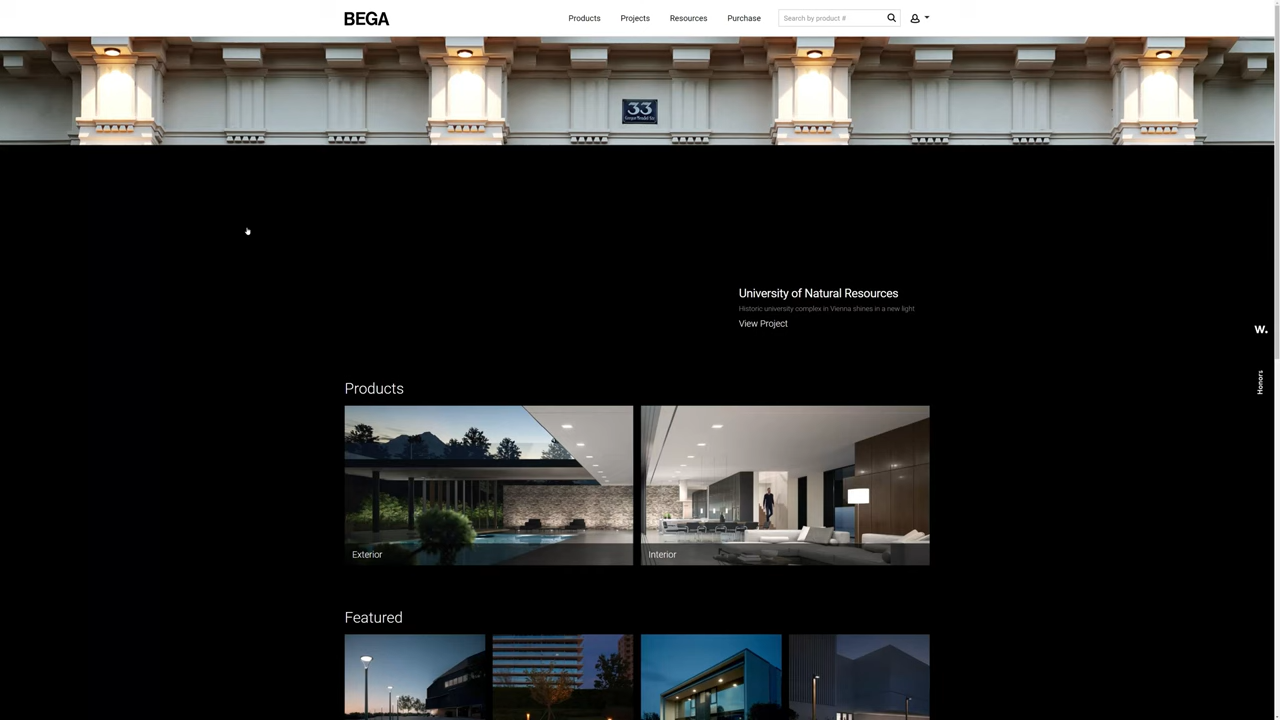 BEGA
Products
Projects
Resources
Purchase
Search by product #
33
University of Natural Resources
Historic university complex in Vienna shines in a new light
View Project
W.
Honors
Products
Exterior
Interior
Featured